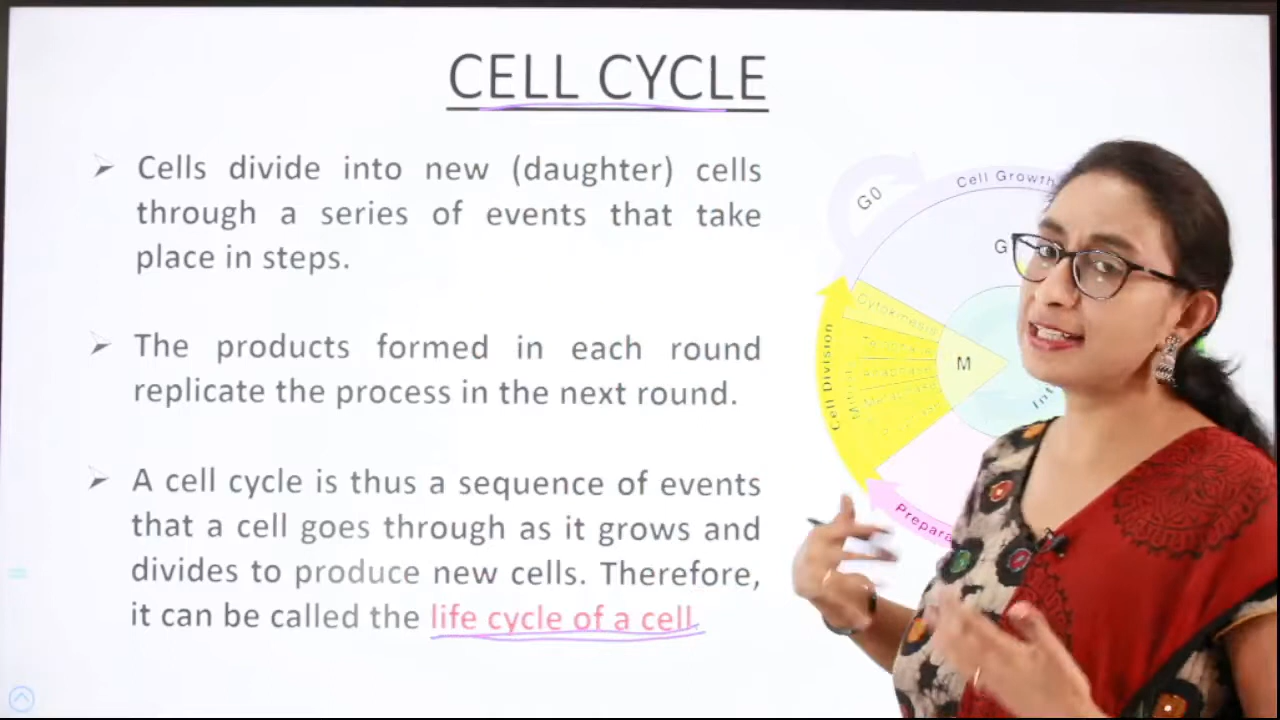 CELL CYCLE
➢ Cells divide into new (daughter) cells
through a series of events that take
place in steps.
➢ The products formed in each round
replicate the process in the next round.
➢ A cell cycle is thus a sequence of events
that a cell goes through as it grows and
divides to produce new cells. Therefore,
it can be called the life cycle of a cell
G0
Cell Growth
G
Cytokinesis
M
Cell Division
Int
Prepara